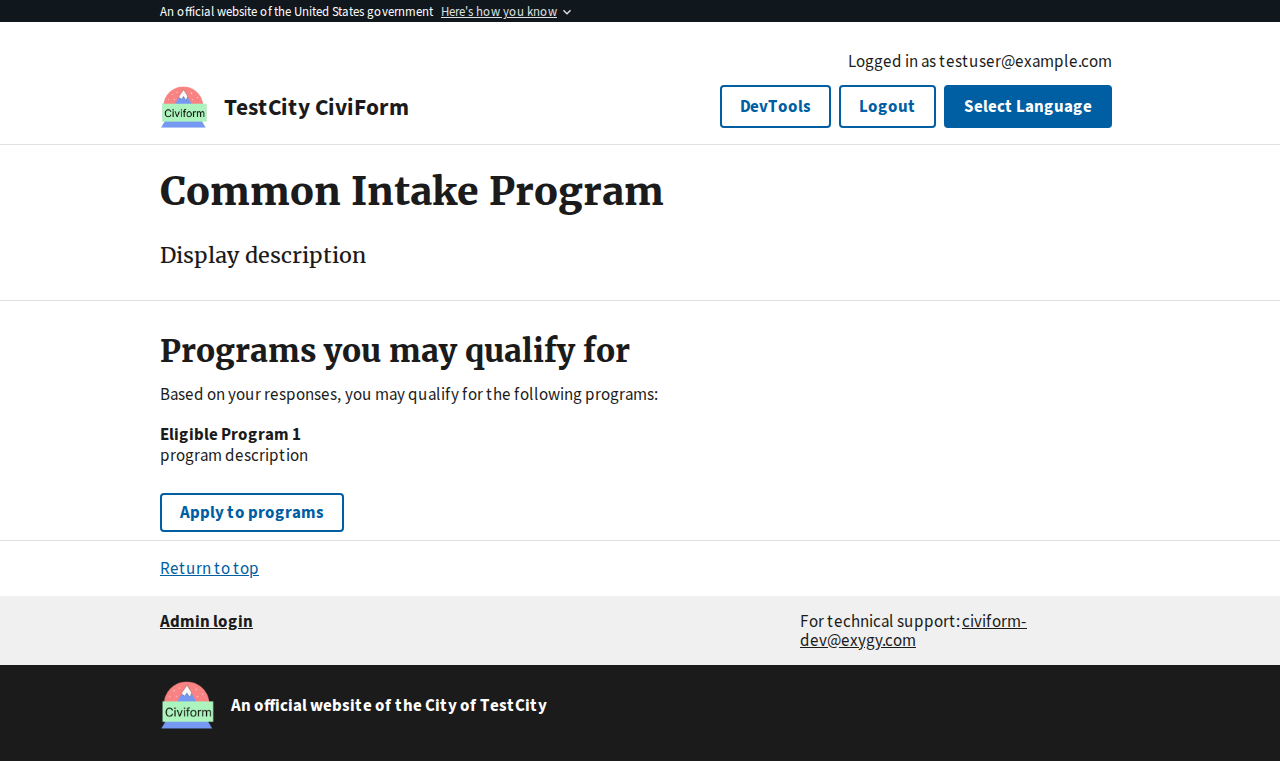 An official website of the United States government Here's how you know
Logged in as testuser@example.com
Civiform
TestCity CiviForm
DevTools
Logout
Select Language
Common Intake Program
Display description
Programs you may qualify for
Based on your responses, you may qualify for the following programs:
Eligible Program 1
program description
Apply to programs
Return to top
Admin login
For technical support: civiform-
dev@exygy.com
Civiform
An official website of the City of TestCity